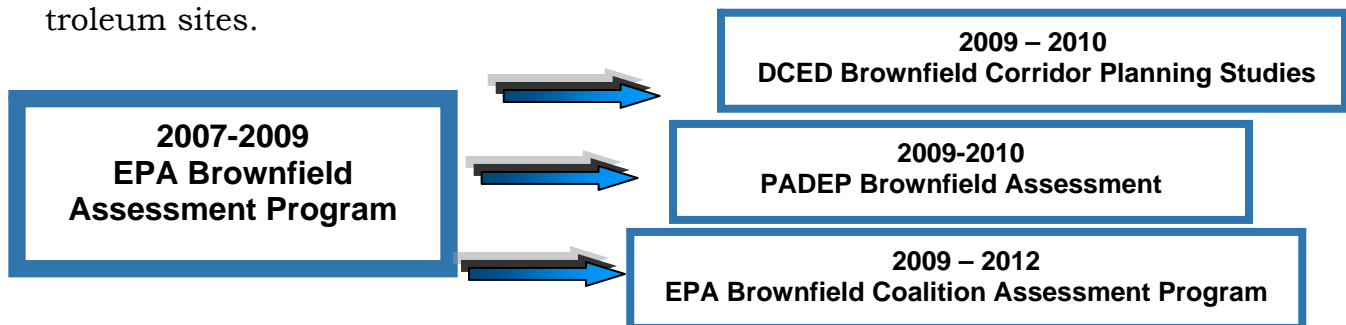 troleum sites.
2007-2009
EPA Brownfield
Assessment Program
2009 – 2010
DCED Brownfield Corridor Planning Studies
2009-2010
PADEP Brownfield Assessment
2009 – 2012
EPA Brownfield Coalition Assessment Program